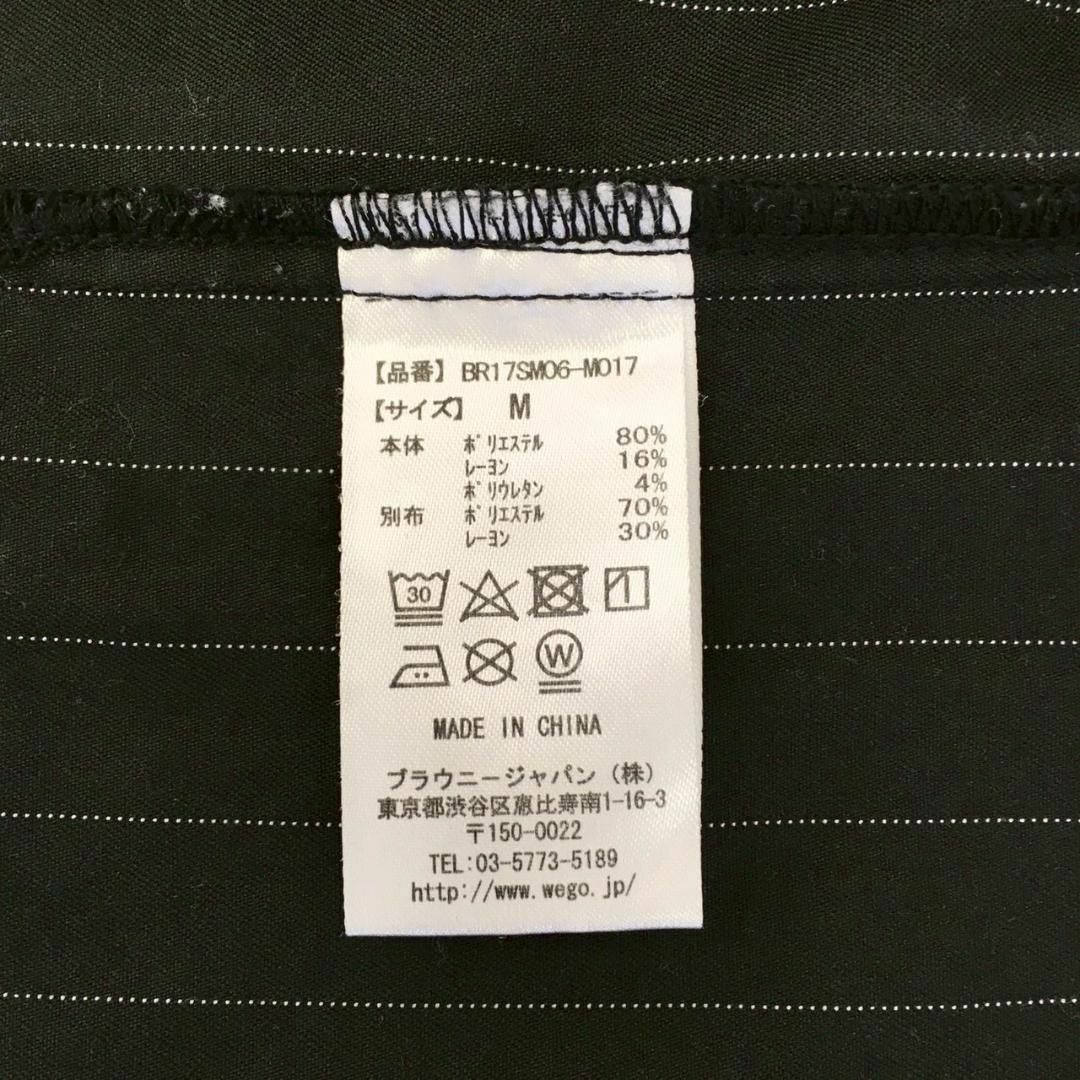 【品番】 BR17SM06-M017
【サイズ】 M
本体 ポリエステル 80%
レーヨン 16%
ポリウレタン 4%
別布 ポリエステル 70%
レーヨン 30%
30
1
W
MADE IN CHINA
ブラウニージャパン（株）
東京都渋谷区恵比寿南1-16-3
〒150-0022
TEL:03-5773-5189
http://www.wego.jp/